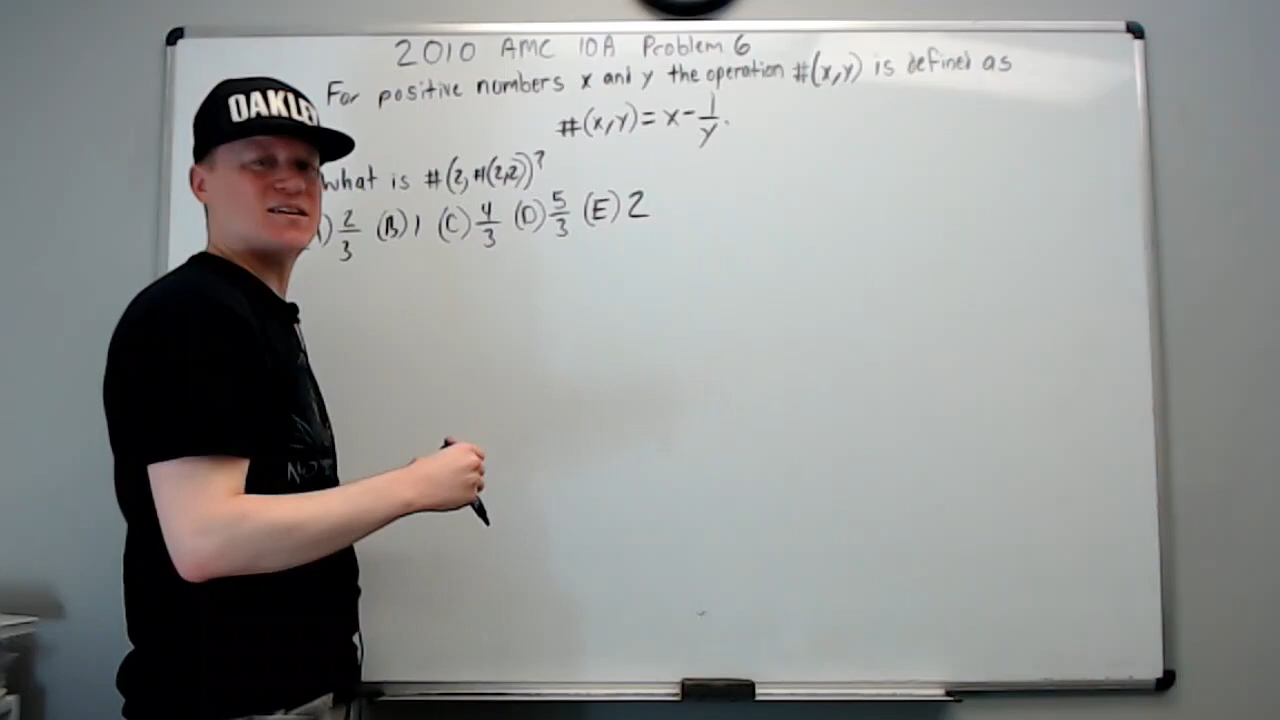 2010 AMC 10A Problem 6
For positive numbers x and y the operation #(x,y) is defined as
#(x,y)=x-1/y.
what is #(2,#(2,2))?
) 2/3 (B) 1 (C) 4/3 (D) 5/3 (E) 2
OAKLEY